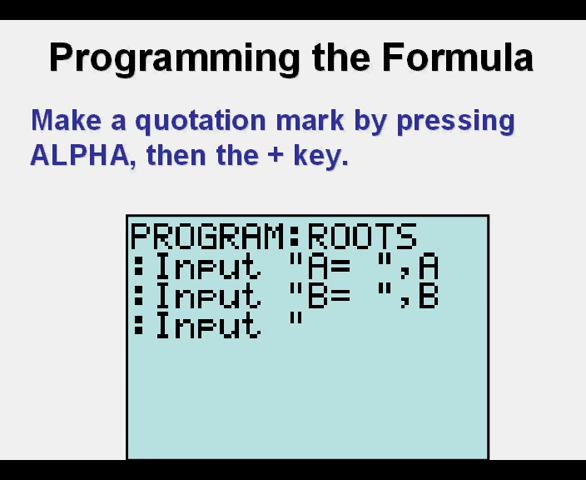 Programming the Formula
Make a quotation mark by pressing
ALPHA, then the + key.
PROGRAM:ROOTS
:Input "A= ",A
:Input "B= ",B
:Input "